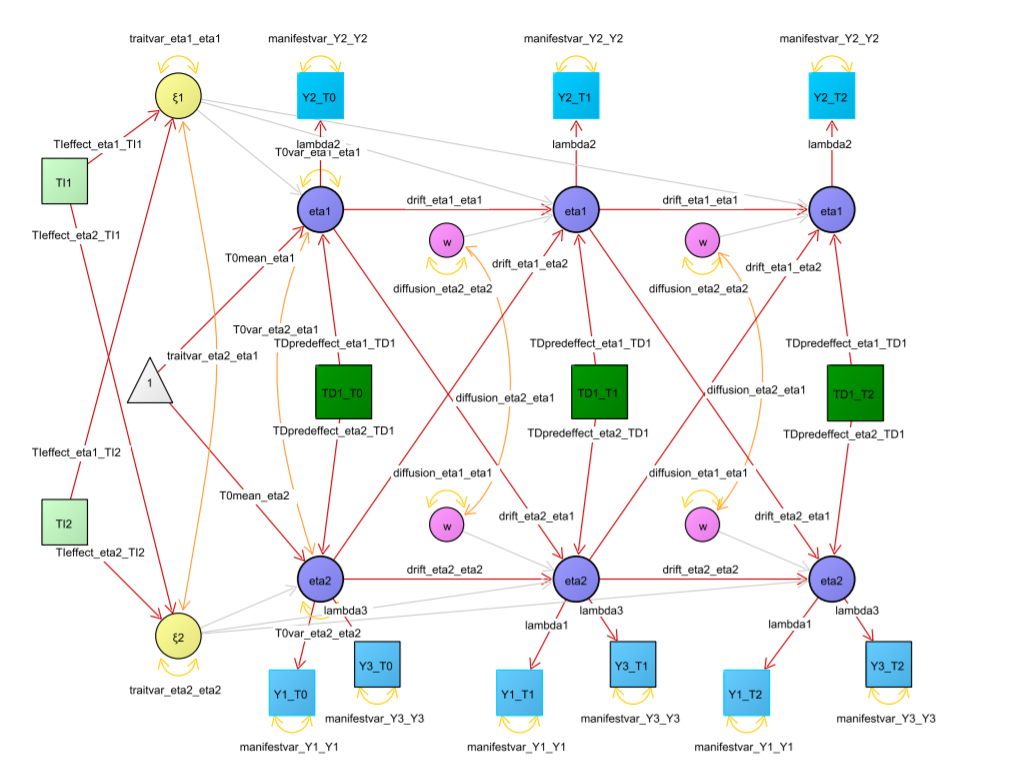 traitvar_eta1_eta1
manifestvar_Y2_Y2
manifestvar_Y2_Y2
manifestvar_Y2_Y2
ξ1
Y2_T0
Y2_T1
Y2_T2
TIeffect_eta1_TI1
lambda2
lambda2
lambda2
T0var_eta1_eta1
TI1
drift_eta1_eta1
drift_eta1_eta1
eta1
eta1
eta1
TIeffect_eta2_TI1
w
w
T0mean_eta1
drift_eta1_eta2
drift_eta1_eta2
diffusion_eta2_eta2
diffusion_eta2_eta2
T0var_eta2_eta1
TDpredeffect_eta1_TD1
TDpredeffect_eta1_TD1
TDpredeffect_eta1_TD1
traitvar_eta2_eta1
1
TD1_T0
TD1_T1
TD1_T2
diffusion_eta2_eta1
diffusion_eta2_eta1
TDpredeffect_eta2_TD1
TDpredeffect_eta2_TD1
TDpredeffect_eta2_TD1
TIeffect_eta1_TI2
diffusion_eta1_eta1
diffusion_eta1_eta1
T0mean_eta2
drift_eta2_eta1
drift_eta2_eta1
TI2
w
w
TIeffect_eta2_TI2
drift_eta2_eta2
drift_eta2_eta2
eta2
eta2
eta2
lambda3
lambda3
lambda3
lambda1
lambda1
T0var_eta2_eta2
ξ2
Y3_T0
Y3_T1
Y3_T2
traitvar_eta2_eta2
Y1_T0
Y1_T1
Y1_T2
manifestvar_Y3_Y3
manifestvar_Y3_Y3
manifestvar_Y3_Y3
manifestvar_Y1_Y1
manifestvar_Y1_Y1
manifestvar_Y1_Y1